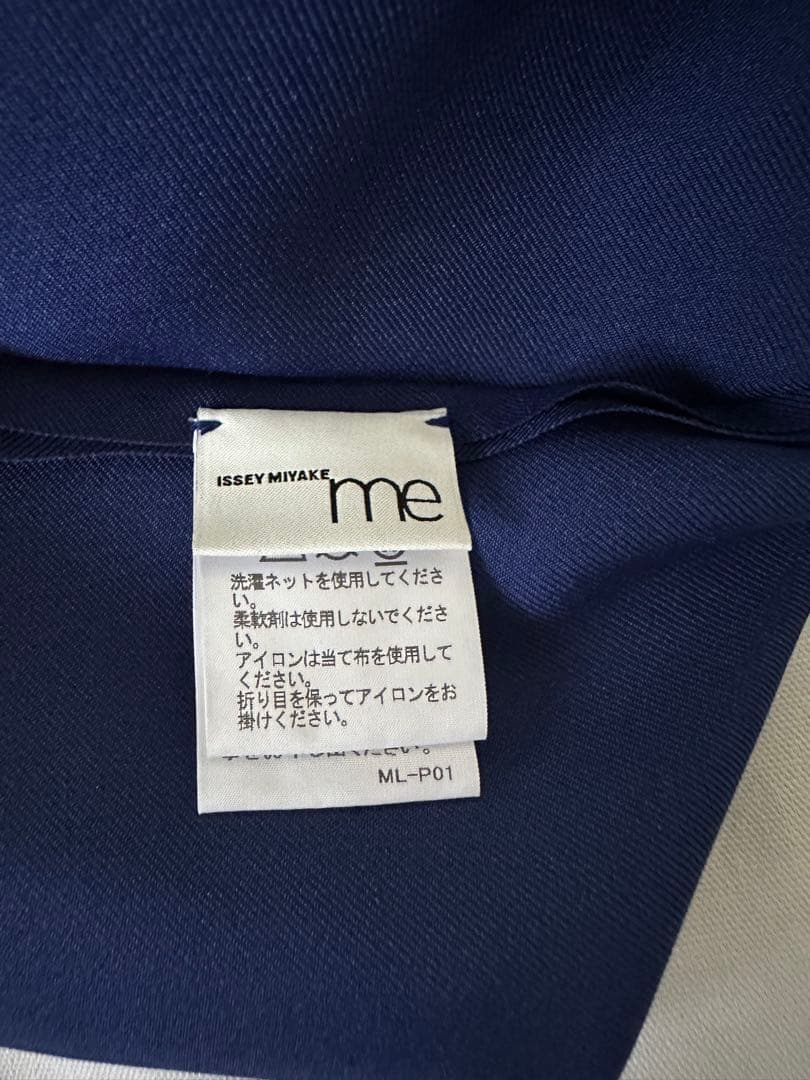 ISSEY MIYAKE me
洗濯ネットを使用してくださ
い。
柔軟剤は使用しないでくださ
い。
アイロンは当て布を使用して
ください。
折り目を保ってアイロンをお
掛けください。
ML-P01